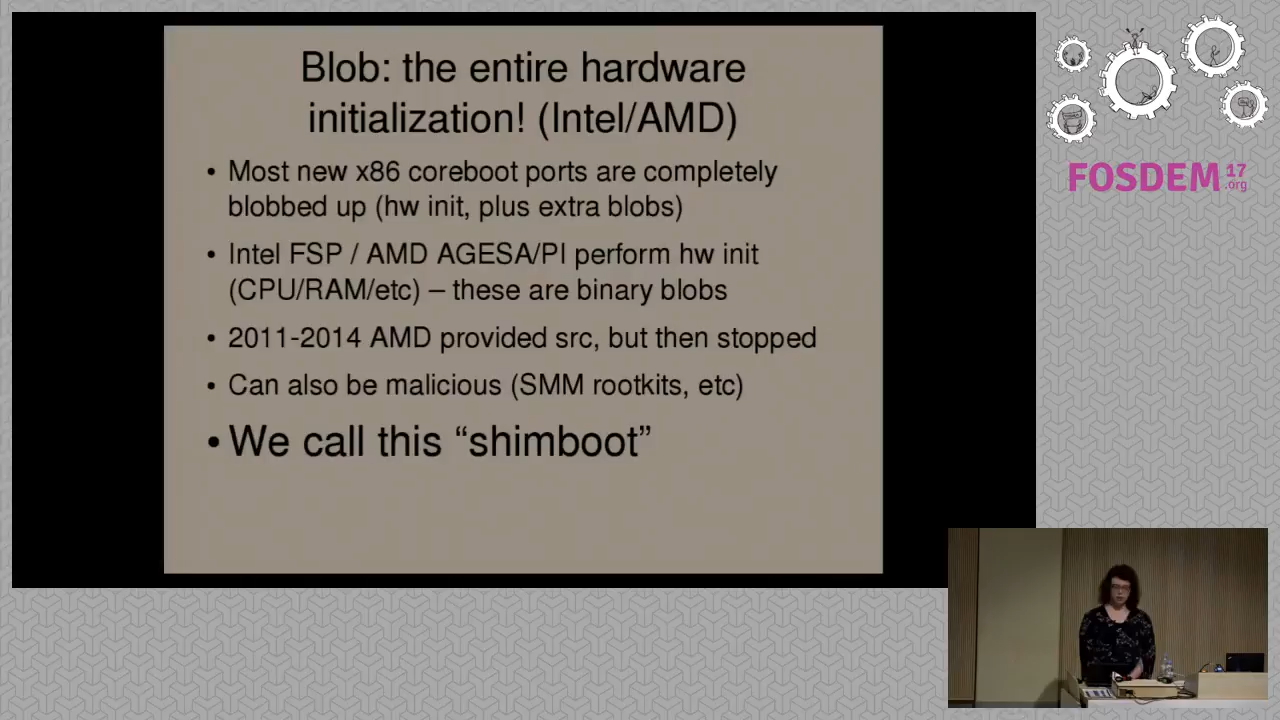 Blob: the entire hardware
initialization! (Intel/AMD)
• Most new x86 coreboot ports are completely
blobbed up (hw init, plus extra blobs)
• Intel FSP / AMD AGESA/PI perform hw init
(CPU/RAM/etc) – these are binary blobs
• 2011-2014 AMD provided src, but then stopped
• Can also be malicious (SMM rootkits, etc)
• We call this “shimboot”
FOSDEM 17
.org